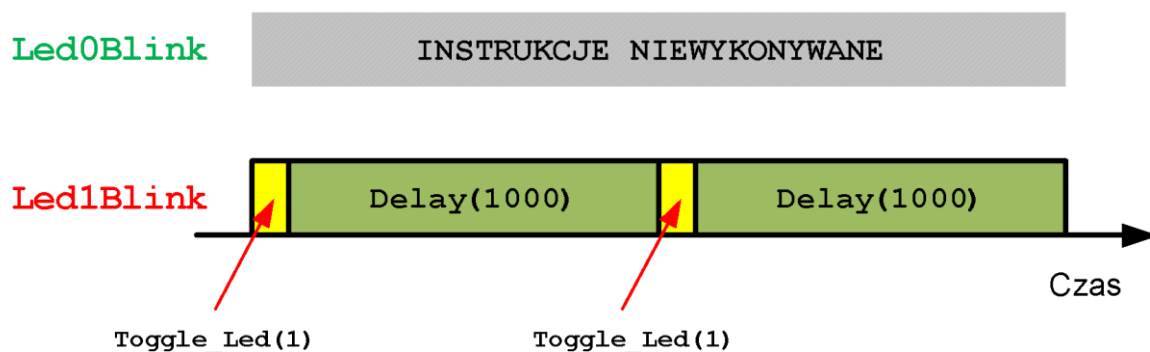 Led0Blink
INSTRUKCJE NIEWYKONYWANE
Led1Blink
Delay(1000)
Delay(1000)
Czas
Toggle_Led(1)
Toggle_Led(1)